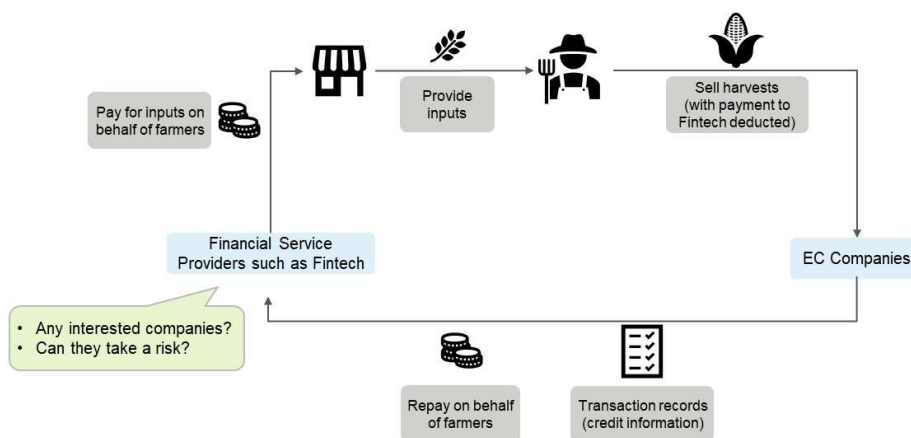 Pay for inputs on
behalf of farmers
Provide
inputs
Sell harvests
(with payment to
Fintech deducted)
Financial Service
Providers such as Fintech
EC Companies
• Any interested companies?
• Can they take a risk?
Repay on behalf
of farmers
Transaction records
(credit information)